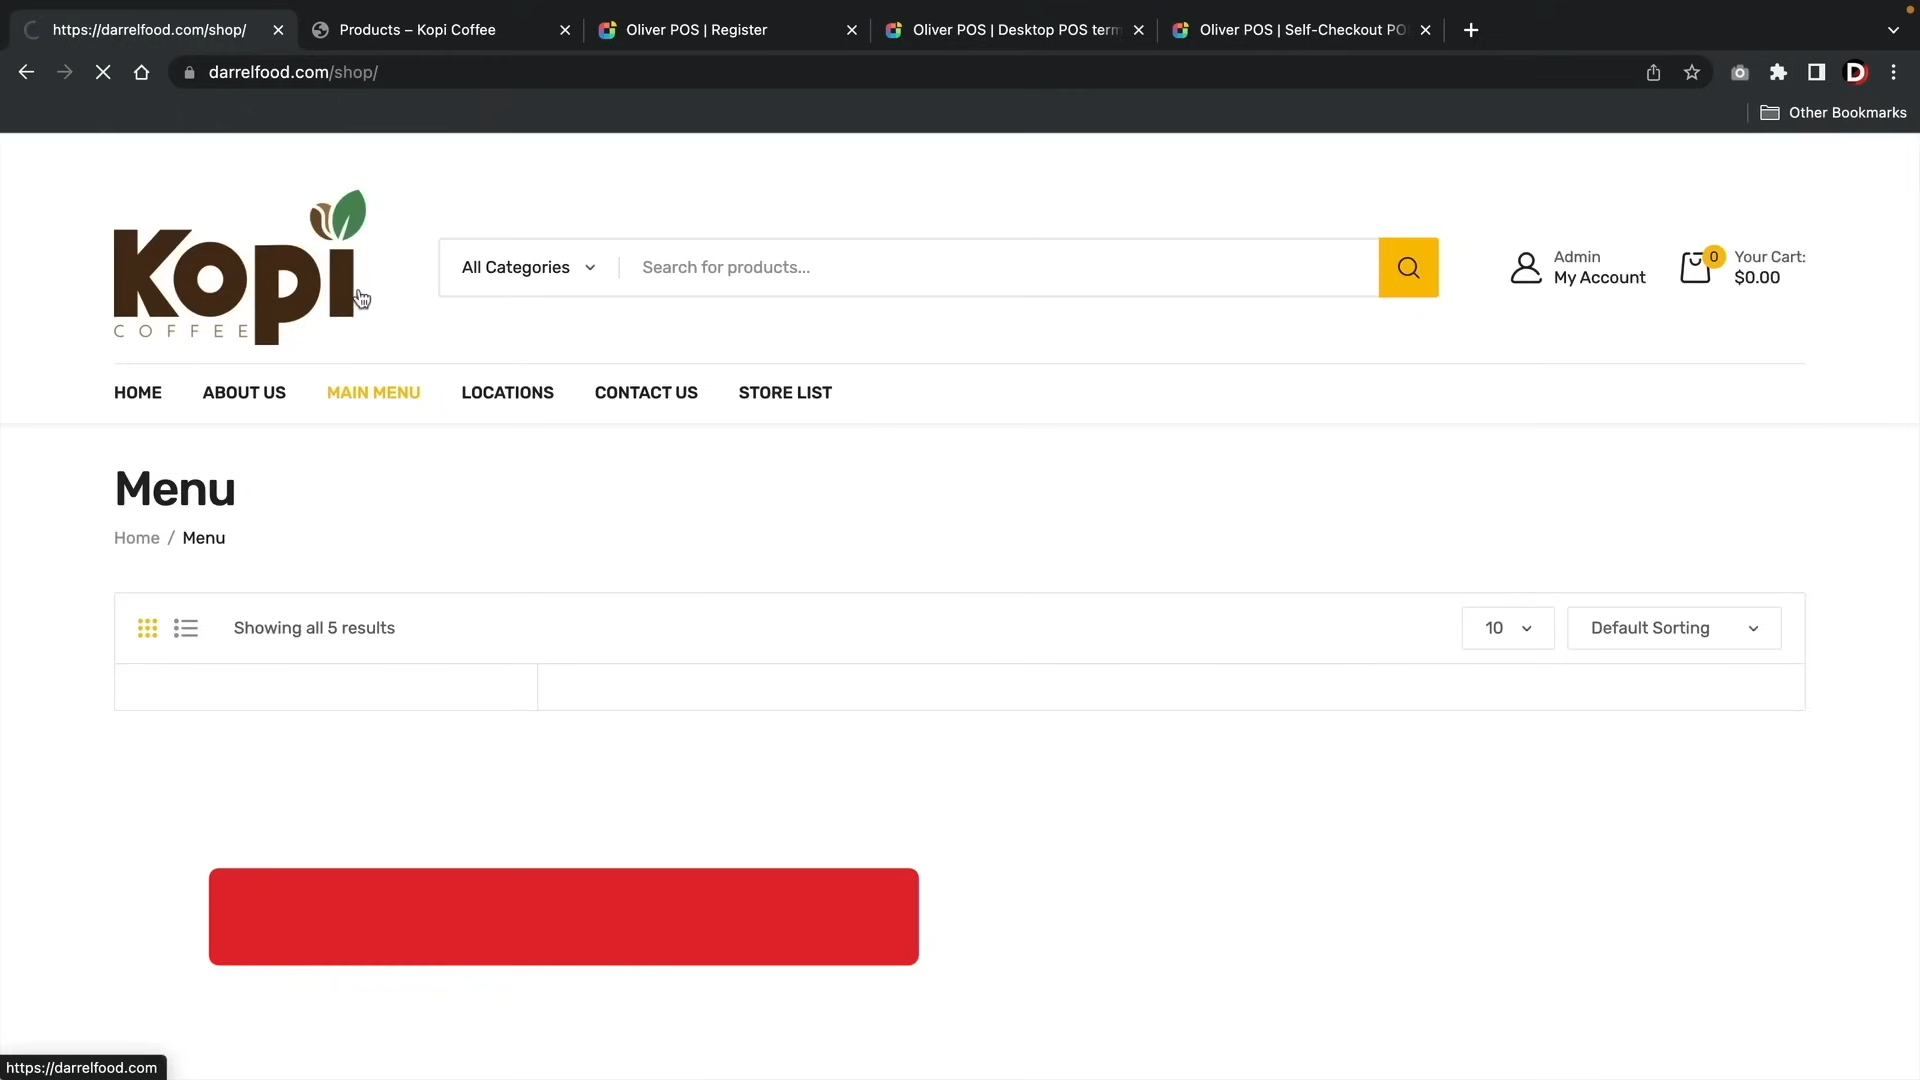 https://darrelfood.com/shop/
Products – Kopi Coffee
Oliver POS | Register
Oliver POS | Desktop POS term
Oliver POS | Self-Checkout PO
darrelfood.com/shop/
D
Other Bookmarks
Kopi
COFFEE
All Categories
Search for products...
Admin
My Account
0
Your Cart:
$0.00
HOME
ABOUT US
MAIN MENU
LOCATIONS
CONTACT US
STORE LIST
Menu
Home / Menu
Showing all 5 results
10
Default Sorting
https://darrelfood.com